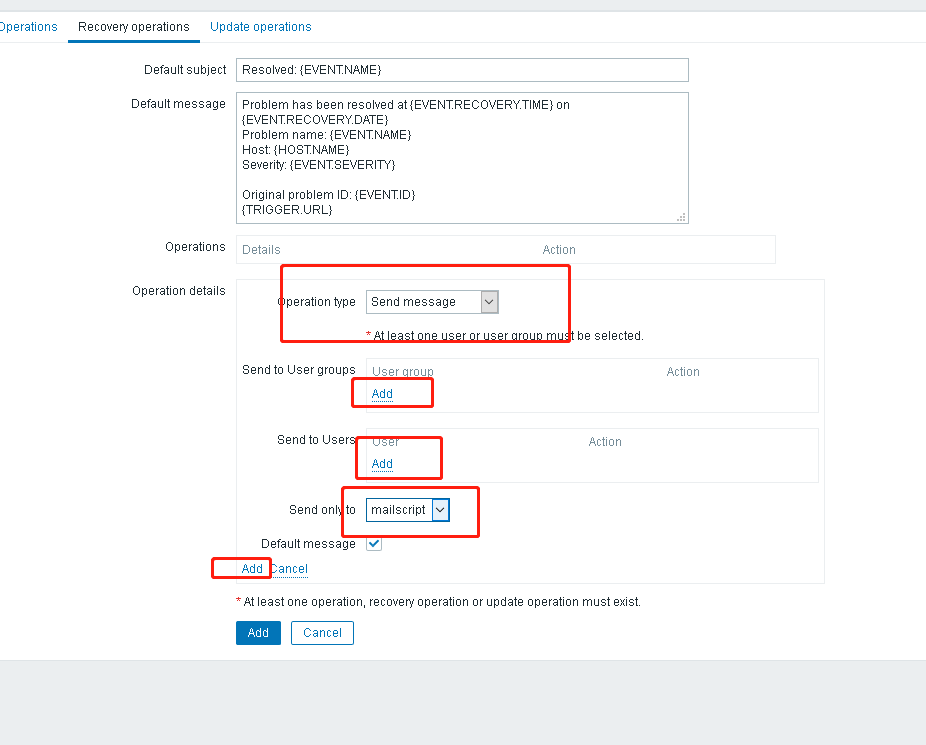 Operations Recovery operations Update operations
Default subject Resolved: {EVENT.NAME}
Default message Problem has been resolved at {EVENT.RECOVERY.TIME} on
{EVENT.RECOVERY.DATE}
Problem name: {EVENT.NAME}
Host: {HOST.NAME}
Severity: {EVENT.SEVERITY}
Original problem ID: {EVENT.ID}
{TRIGGER.URL}
Operations Details Action
Operation details
Operation type Send message
* At least one user or user group must be selected.
Send to User groups User group Action
Add
Send to Users User Action
Add
Send only to mailscript
Default message
Add Cancel
* At least one operation, recovery operation or update operation must exist.
Add Cancel